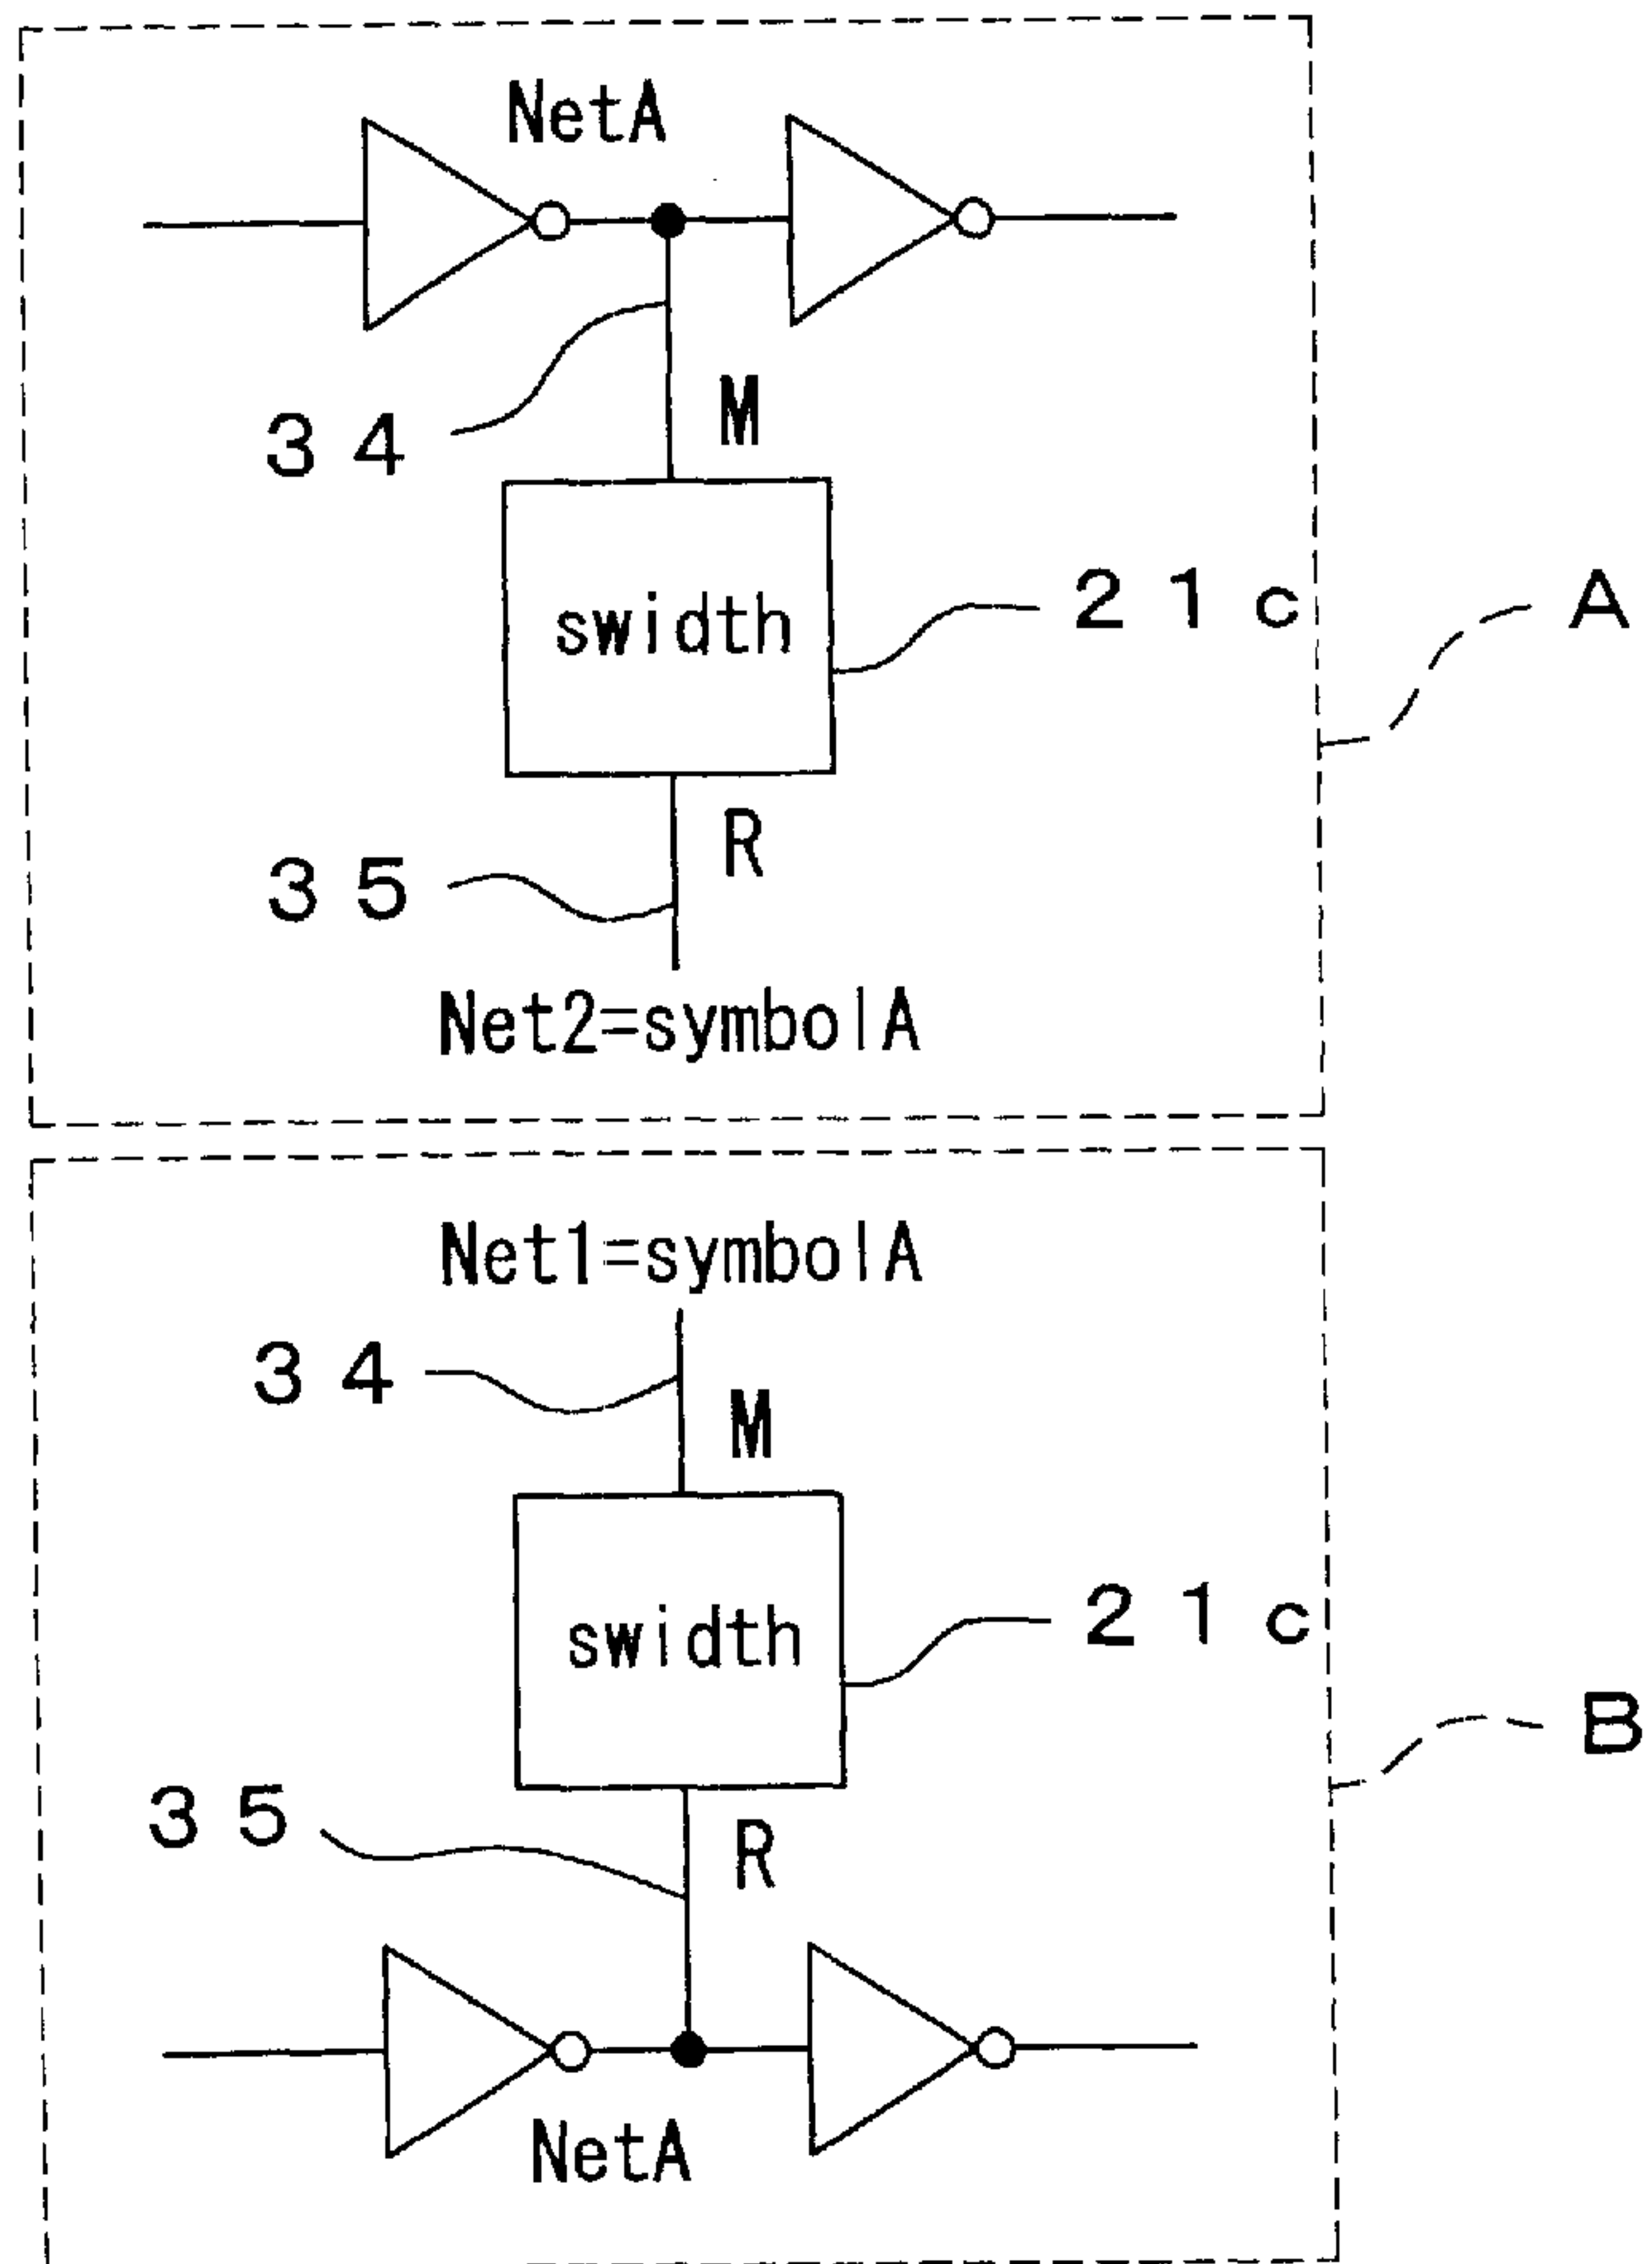 NetA
34
M
swidth
21c
A
R
35
Net2=symbolA
Net1=symbolA
34
M
swidth
21c
B
35
R
NetA